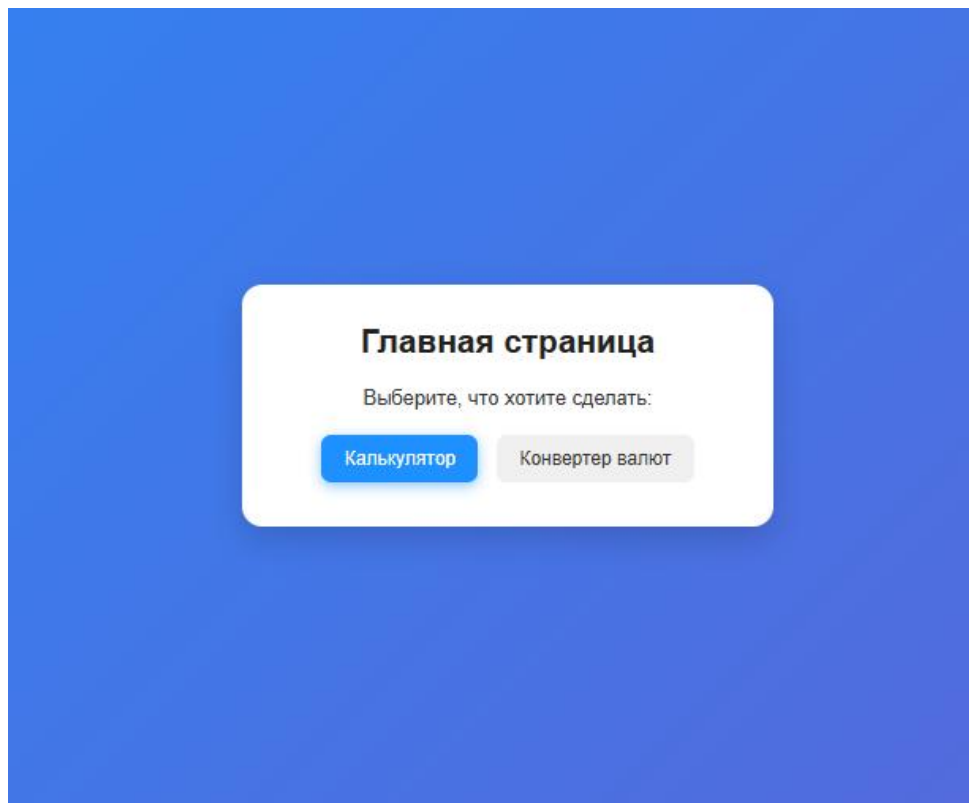 Главная страница
Выберите, что хотите сделать:
Калькулятор Конвертер валют